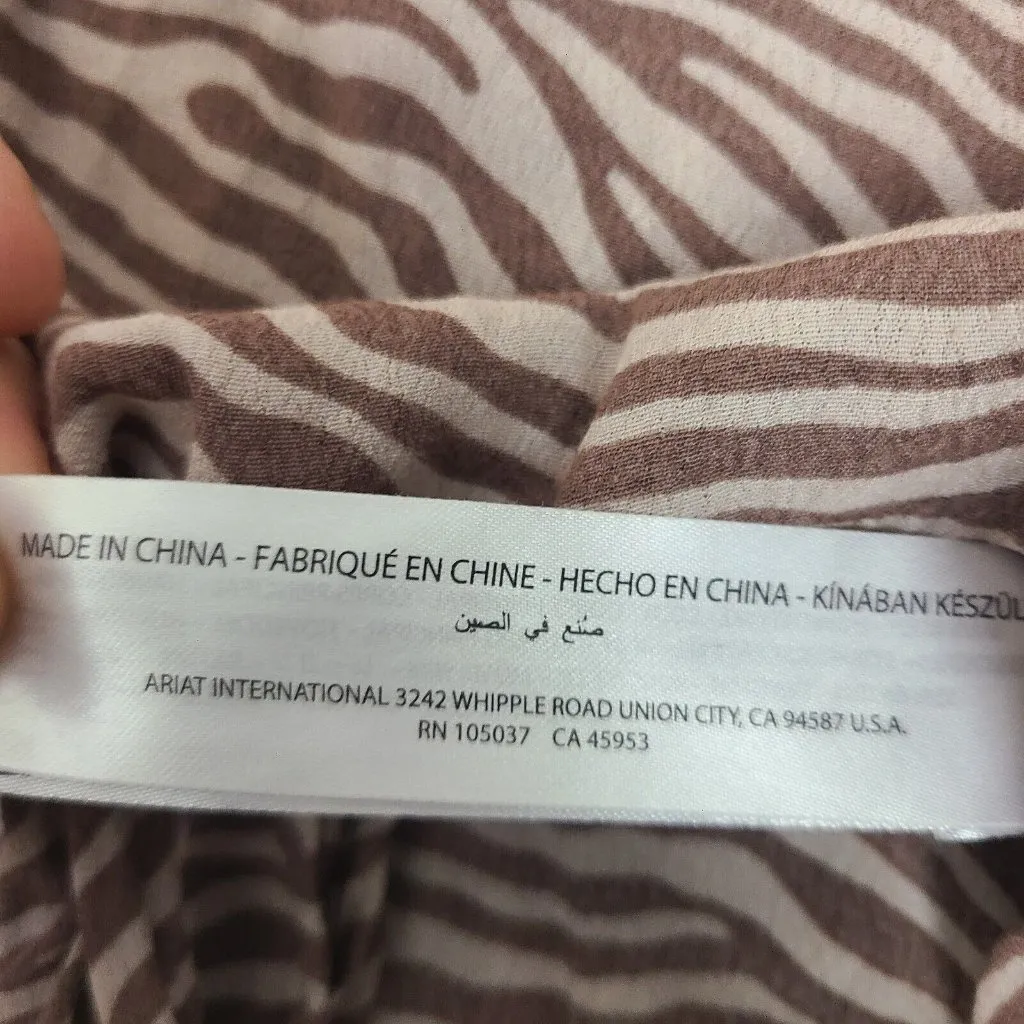 MADE IN CHINA - FABRIQUÉ EN CHINE - HECHO EN CHINA - KÍNÁBAN KÉSZÜL
صُنع في الصين
ARIAT INTERNATIONAL 3242 WHIPPLE ROAD UNION CITY, CA 94587 U.S.A.
RN 105037 CA 45953